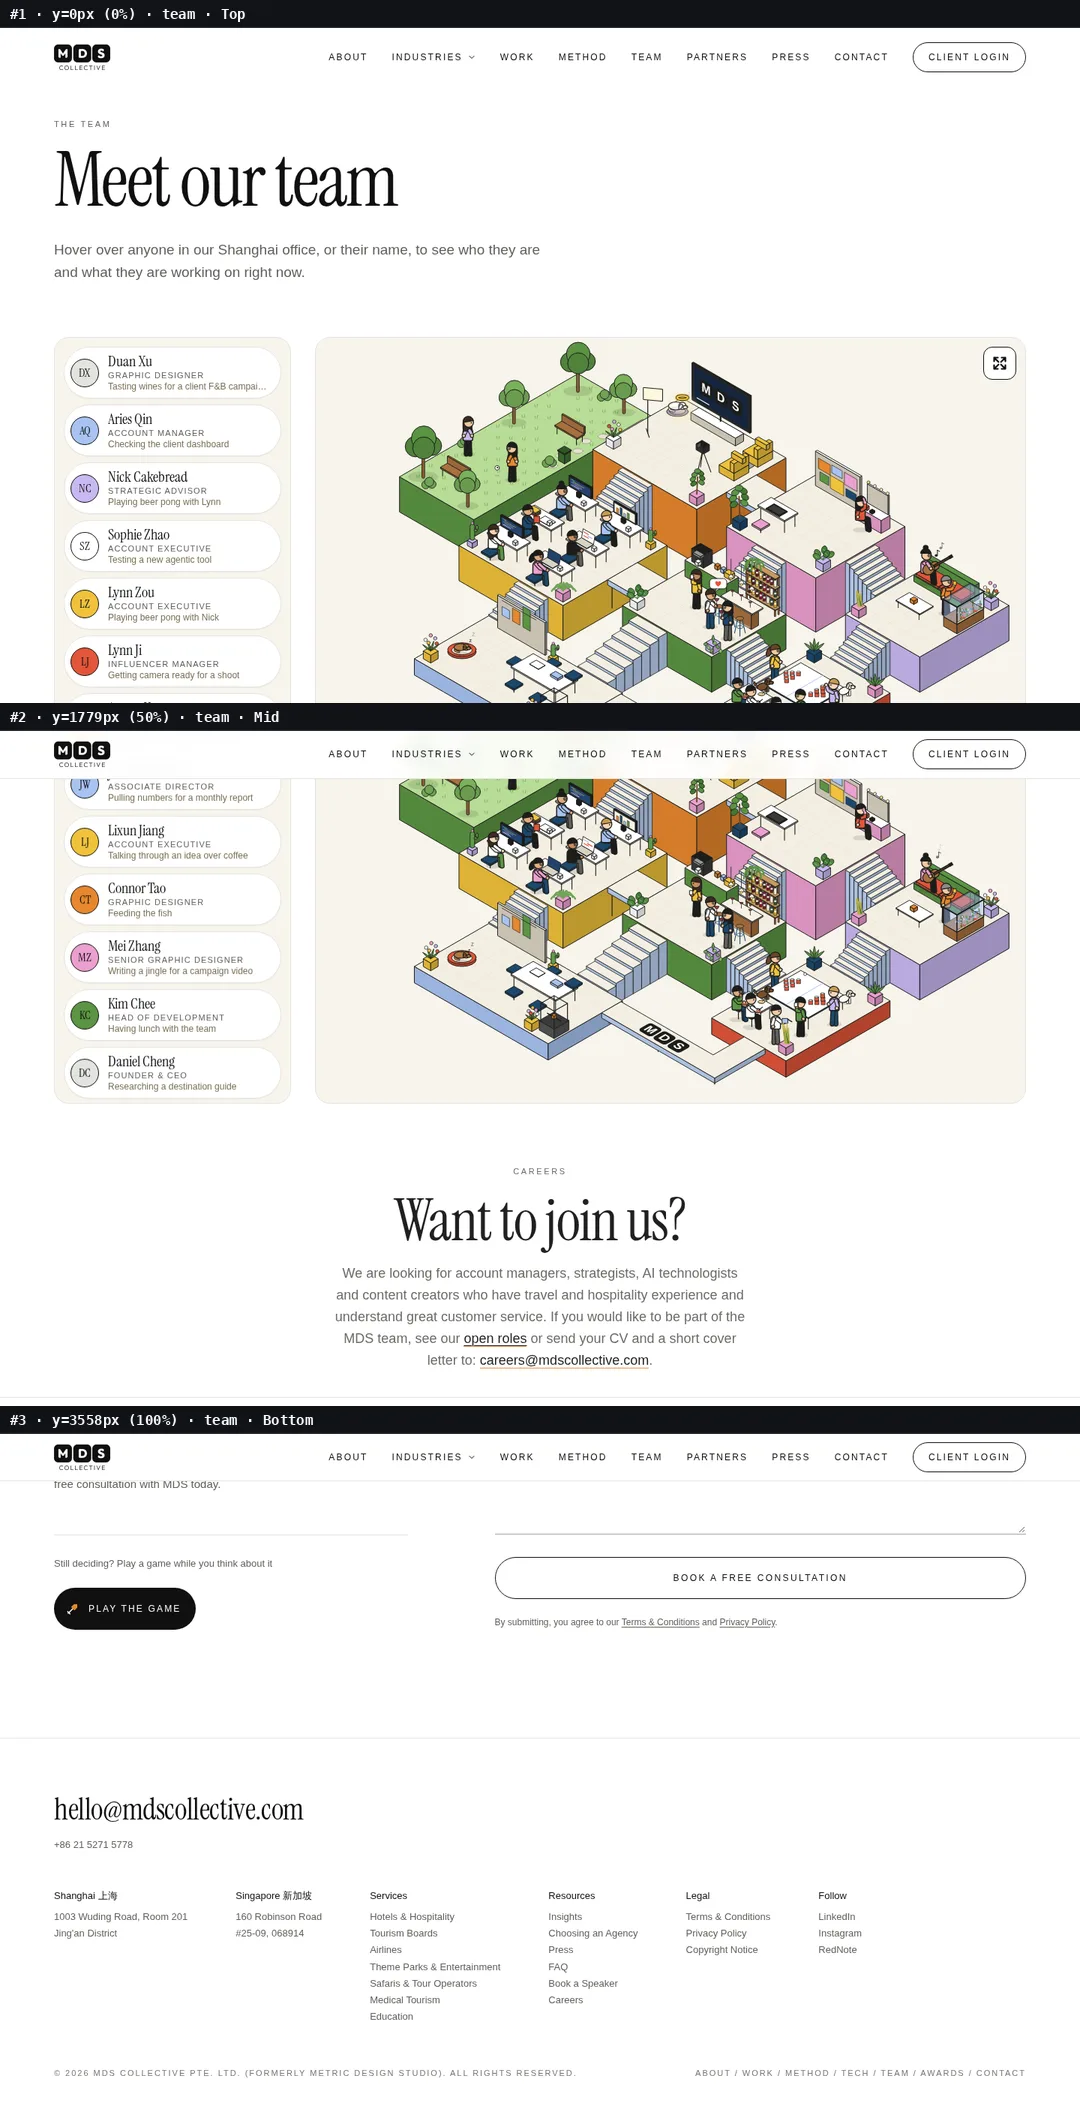 #1 · y=0px (0%) · team · Top
MDS
COLLECTIVE
ABOUT INDUSTRIES WORK METHOD TEAM PARTNERS PRESS CONTACT CLIENT LOGIN
THE TEAM
Meet our team
Hover over anyone in our Shanghai office, or their name, to see who they are
and what they are working on right now.
DX
Duan Xu
GRAPHIC DESIGNER
Tasting wines for a client F&B campai...
AQ
Aries Qin
ACCOUNT MANAGER
Checking the client dashboard
NC
Nick Cakebread
STRATEGIC ADVISOR
Playing beer pong with Lynn
SZ
Sophie Zhao
ACCOUNT EXECUTIVE
Testing a new agentic tool
LZ
Lynn Zou
ACCOUNT EXECUTIVE
Playing beer pong with Nick
LJ
Lynn Ji
INFLUENCER MANAGER
Getting camera ready for a shoot
MDS
#2 · y=1779px (50%) · team · Mid
MDS
COLLECTIVE
ABOUT INDUSTRIES WORK METHOD TEAM PARTNERS PRESS CONTACT CLIENT LOGIN
JW
ASSOCIATE DIRECTOR
Pulling numbers for a monthly report
LJ
Lixun Jiang
ACCOUNT EXECUTIVE
Talking through an idea over coffee
CT
Connor Tao
GRAPHIC DESIGNER
Feeding the fish
MZ
Mei Zhang
SENIOR GRAPHIC DESIGNER
Writing a jingle for a campaign video
KC
Kim Chee
HEAD OF DEVELOPMENT
Having lunch with the team
DC
Daniel Cheng
FOUNDER & CEO
Researching a destination guide
MDS
CAREERS
Want to join us?
We are looking for account managers, strategists, AI technologists
and content creators who have travel and hospitality experience and
understand great customer service. If you would like to be part of the
MDS team, see our open roles or send your CV and a short cover
letter to: careers@mdscollective.com.
#3 · y=3558px (100%) · team · Bottom
MDS
COLLECTIVE
ABOUT INDUSTRIES WORK METHOD TEAM PARTNERS PRESS CONTACT CLIENT LOGIN
free consultation with MDS today.
Still deciding? Play a game while you think about it
PLAY THE GAME
BOOK A FREE CONSULTATION
By submitting, you agree to our Terms & Conditions and Privacy Policy.
hello@mdscollective.com
+86 21 5271 5778
Shanghai 上海
1003 Wuding Road, Room 201
Jing'an District
Singapore 新加坡
160 Robinson Road
#25-09, 068914
Services
Hotels & Hospitality
Tourism Boards
Airlines
Theme Parks & Entertainment
Safaris & Tour Operators
Medical Tourism
Education
Resources
Insights
Choosing an Agency
Press
FAQ
Book a Speaker
Careers
Legal
Terms & Conditions
Privacy Policy
Copyright Notice
Follow
LinkedIn
Instagram
RedNote
© 2026 MDS COLLECTIVE PTE. LTD. (FORMERLY METRIC DESIGN STUDIO). ALL RIGHTS RESERVED.
ABOUT / WORK / METHOD / TECH / TEAM / AWARDS / CONTACT